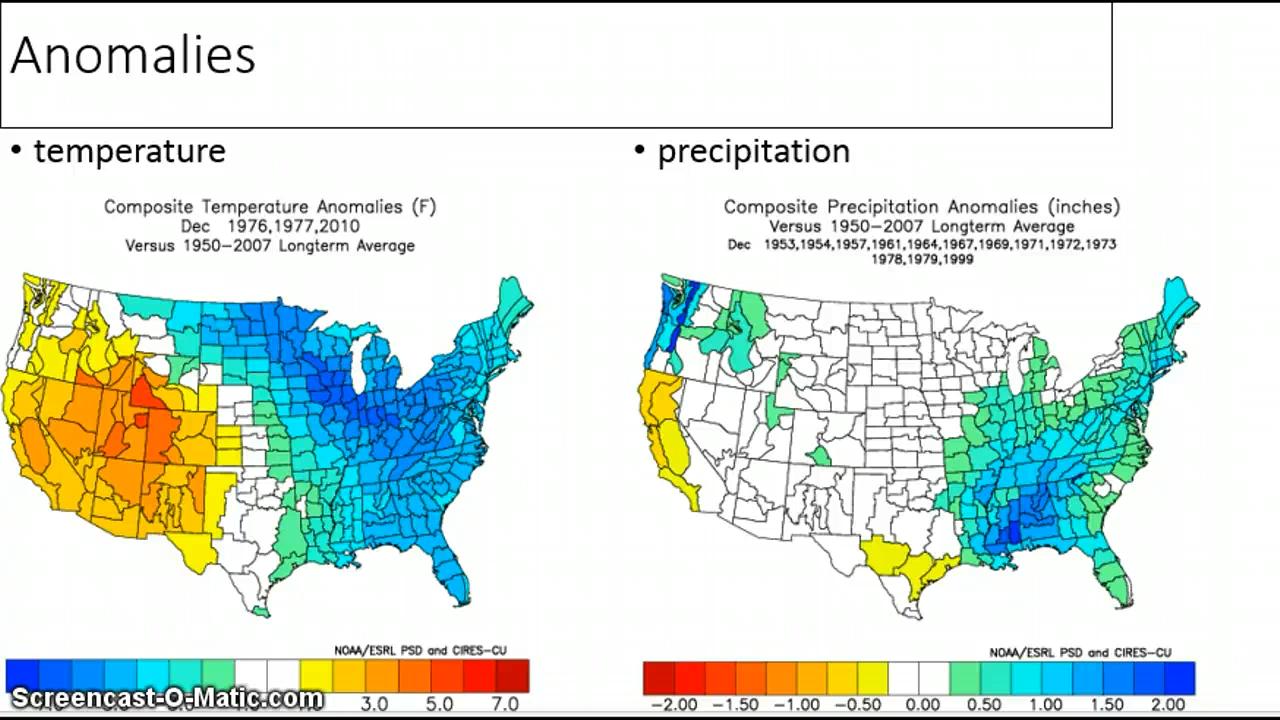 Anomalies
• temperature
• precipitation
Composite Temperature Anomalies (F)
Dec 1976,1977,2010
Versus 1950-2007 Longterm Average
Composite Precipitation Anomalies (inches)
Versus 1950-2007 Longterm Average
Dec 1953,1954,1957,1961,1964,1967,1969,1971,1972,1973
1978,1979,1999
NOAA/ESRL PSD and CIRES-CU
3.0 5.0 7.0
NOAA/ESRL PSD and CIRES-CU
-2.00 -1.50 -1.00 -0.50 0.00 0.50 1.00 1.50 2.00
Screencast-O-Matic.com